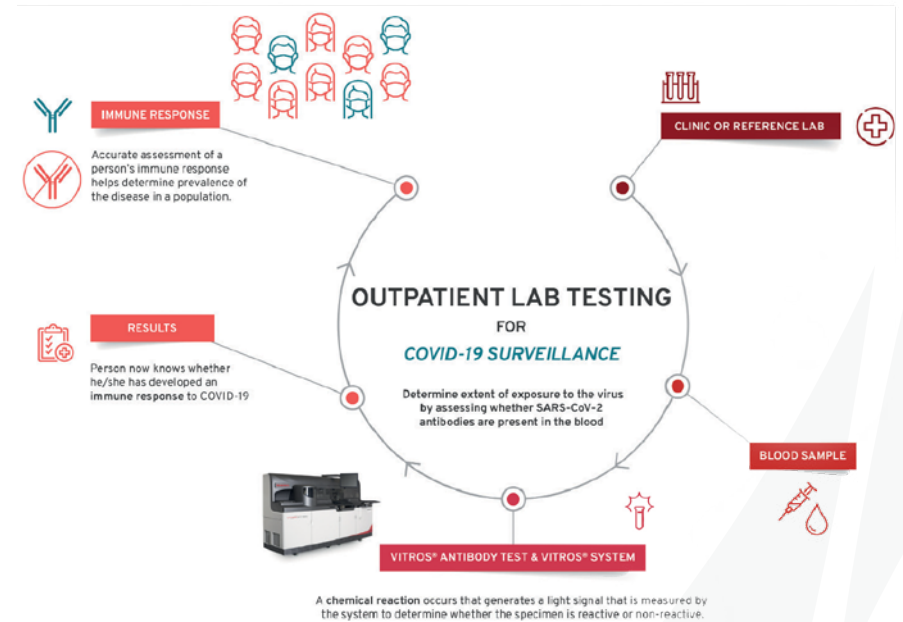 IMMUNE RESPONSE
Accurate assessment of a
person's immune response
helps determine prevalence of
the disease in a population.
CLINIC OR REFERENCE LAB
OUTPATIENT LAB TESTING
FOR
COVID-19 SURVEILLANCE
Determine extent of exposure to the virus
by assessing whether SARS-CoV-2
antibodies are present in the blood
RESULTS
Person now knows whether
he/she has developed an
immune response to COVID-19
BLOOD SAMPLE
VITROS® ANTIBODY TEST & VITROS® SYSTEM
A chemical reaction occurs that generates a light signal that is measured by
the system to determine whether the specimen is reactive or non-reactive.